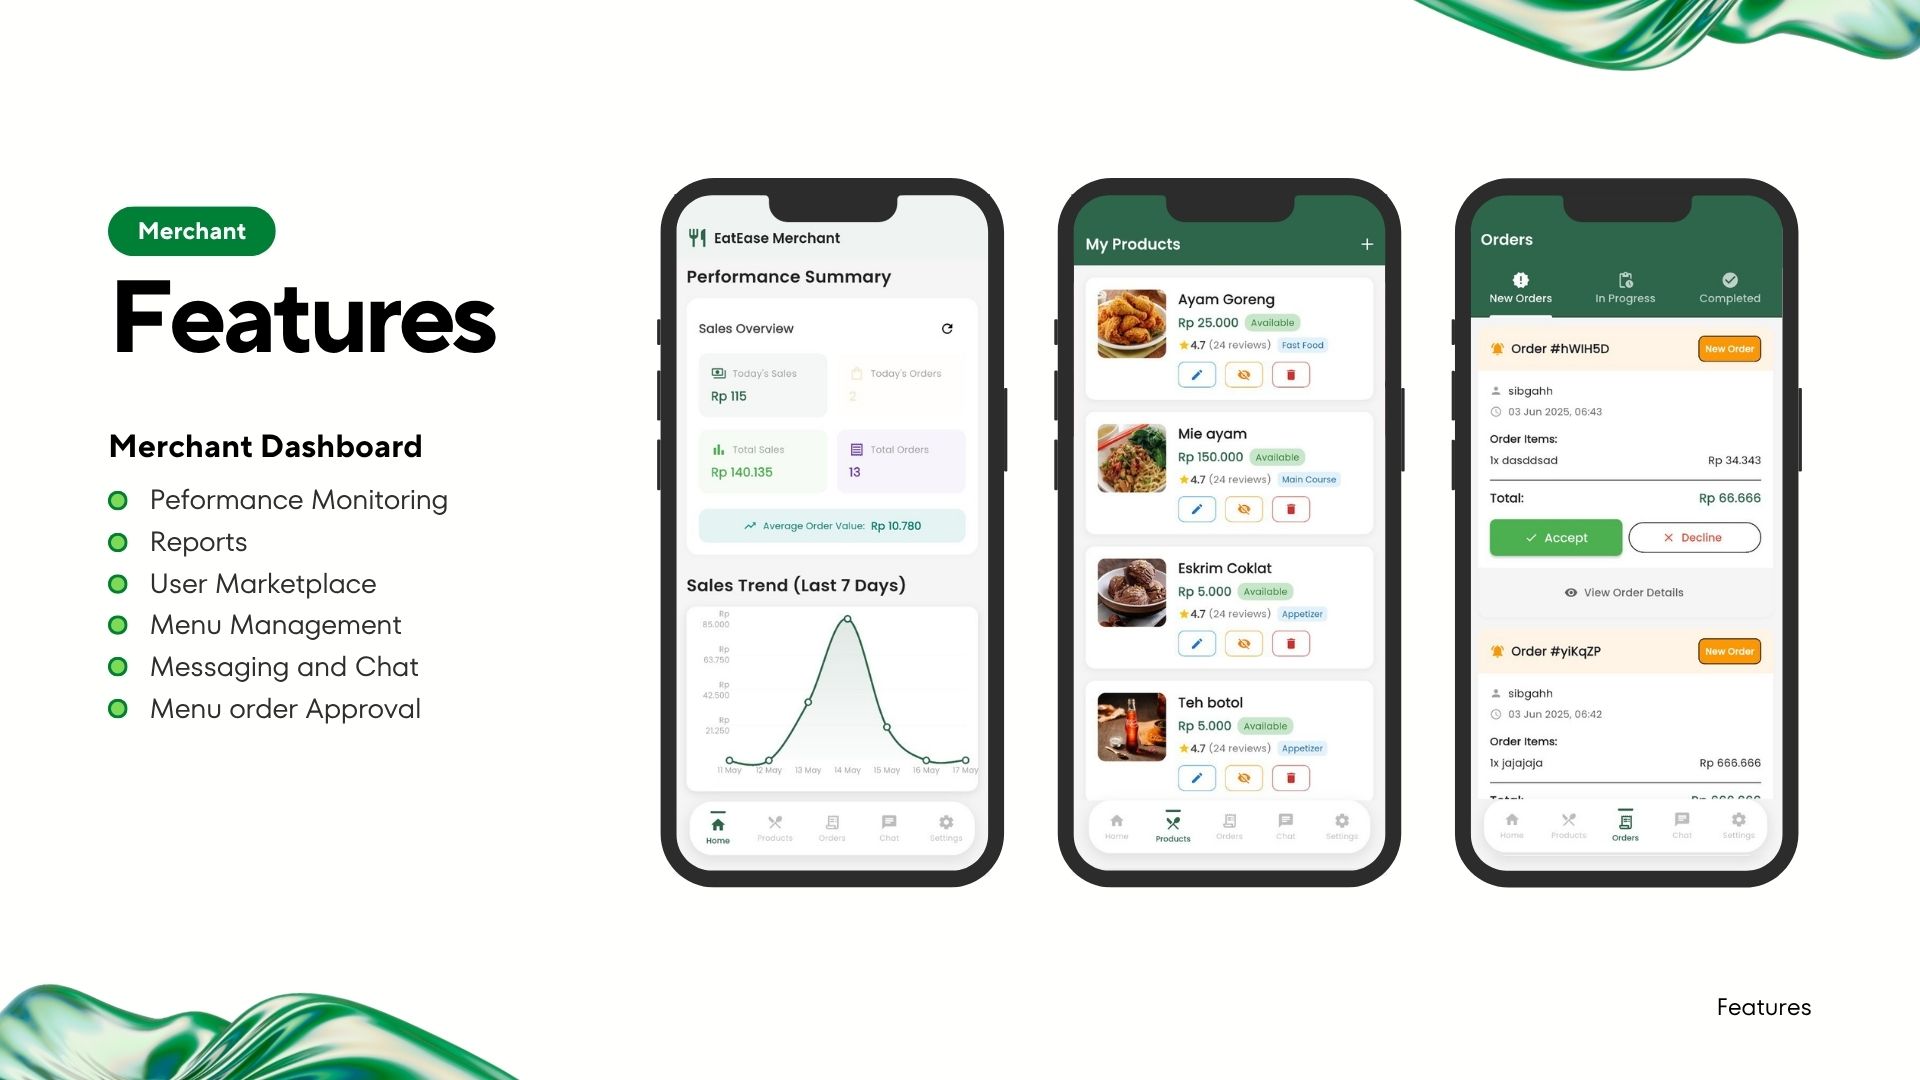 Merchant
Features
Merchant Dashboard
Peformance Monitoring
Reports
User Marketplace
Menu Management
Messaging and Chat
Menu order Approval
EatEase Merchant
Performance Summary
Sales Overview
Today's Sales
Rp 115
Today's Orders
2
Total Sales
Rp 140.135
Total Orders
13
Average Order Value: Rp 10.780
Sales Trend (Last 7 Days)
Rp
85.000
Rp
63.750
Rp
42.500
Rp
21.250
11 May 12 May 13 May 14 May 15 May 16 May 17 May
Home Products Orders Chat Settings
My Products
Ayam Goreng
Rp 25.000 Available
4.7 (24 reviews) Fast Food
Mie ayam
Rp 150.000 Available
4.7 (24 reviews) Main Course
Eskrim Coklat
Rp 5.000 Available
4.7 (24 reviews) Appetizer
Teh botol
Rp 5.000 Available
4.7 (24 reviews) Appetizer
Home Products Orders Chat Settings
Orders
New Orders In Progress Completed
Order #hWIH5D New Order
sibgahh
03 Jun 2025, 06:43
Order Items:
1x dasddsad Rp 34.343
Total: Rp 66.666
Accept Decline
View Order Details
Order #yiKqZP New Order
sibgahh
03 Jun 2025, 06:42
Order Items:
1x jajajaja Rp 666.666
Total: Rp 666.666
Home Products Orders Chat Settings
Features